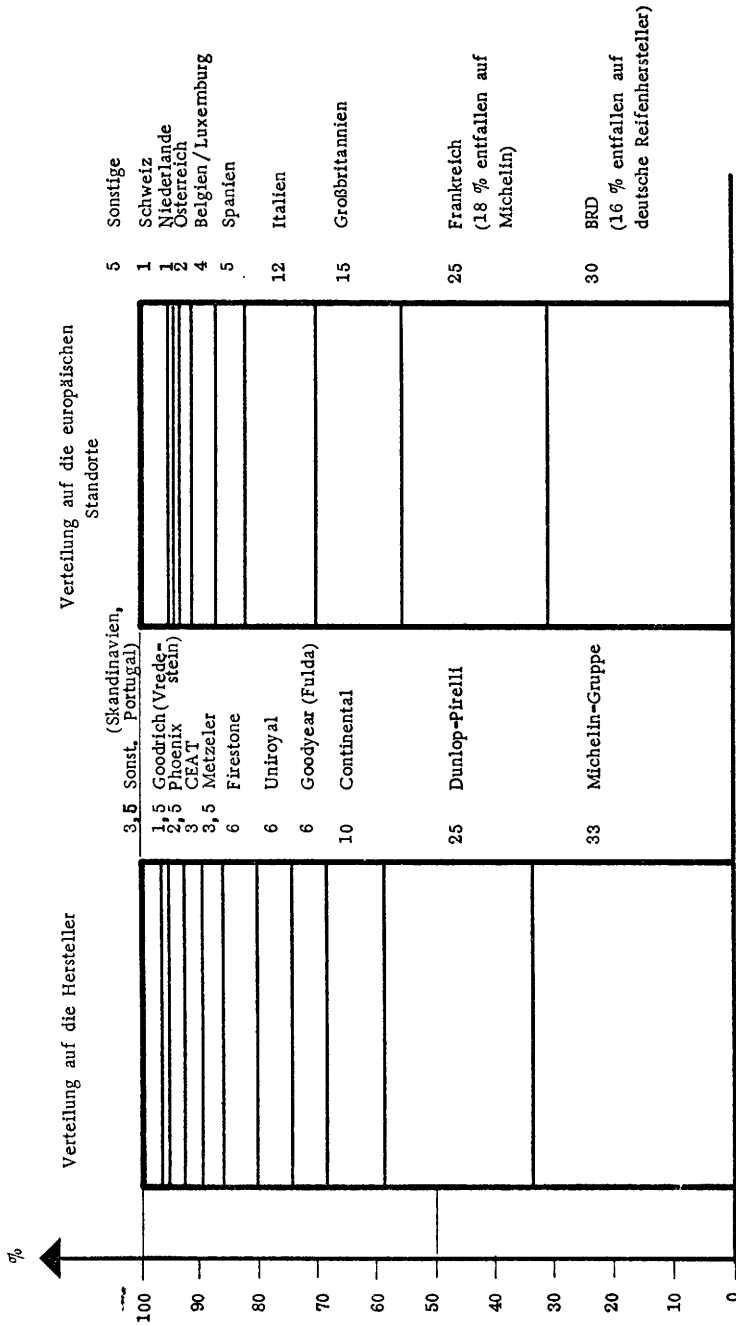 %
100
90
80
70
60
50
40
30
20
10
0
Verteilung auf die Hersteller
3,5 Sonst. (Skandinavien,
Portugal)
1,5 Goodrich (Vrede-
stein)
2,5 Phoenix
3 CEAT
3,5 Metzeler
6 Firestone
6 Uniroyal
6 Goodyear (Fulda)
10 Continental
25 Dunlop-Pirelli
33 Michelin-Gruppe
Verteilung auf die europäischen
Standorte
5 Sonstige
1 Schweiz
1 Niederlande
2 Österreich
4 Belgien/Luxemburg
5 Spanien
12 Italien
15 Großbritannien
25 Frankreich
(18 % entfallen auf
Michelin)
30 BRD
(16 % entfallen auf
deutsche Reifenhersteller)